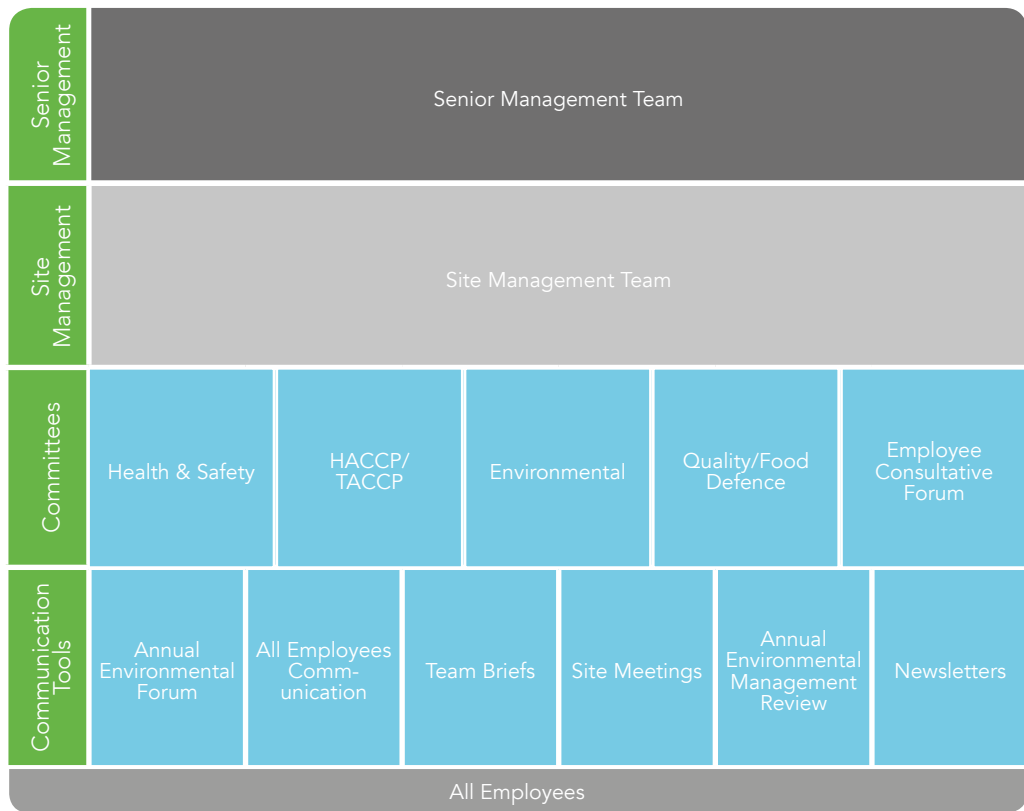 Senior
Management
Senior Management Team
Site
Management
Site Management Team
Committees
Health & Safety
HACCP/
TACCP
Environmental
Quality/Food
Defence
Employee
Consultative
Forum
Communication
Tools
Annual
Environmental
Forum
All Employees
Comm-
unication
Team Briefs
Site Meetings
Annual
Environmental
Management
Review
Newsletters
All Employees